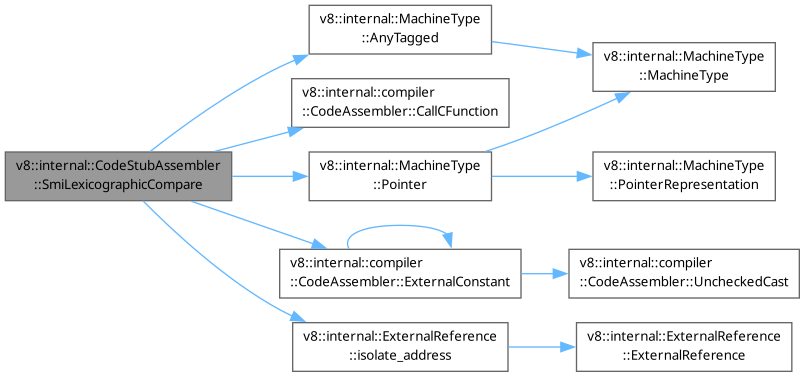 v8::internal::CodeStubAssembler
::SmiLexicographicCompare
v8::internal::MachineType
::AnyTagged
v8::internal::compiler
::CodeAssembler::CallCFunction
v8::internal::MachineType
::Pointer
v8::internal::compiler
::CodeAssembler::ExternalConstant
v8::internal::ExternalReference
::isolate_address
v8::internal::MachineType
::MachineType
v8::internal::MachineType
::PointerRepresentation
v8::internal::compiler
::CodeAssembler::UncheckedCast
v8::internal::ExternalReference
::ExternalReference